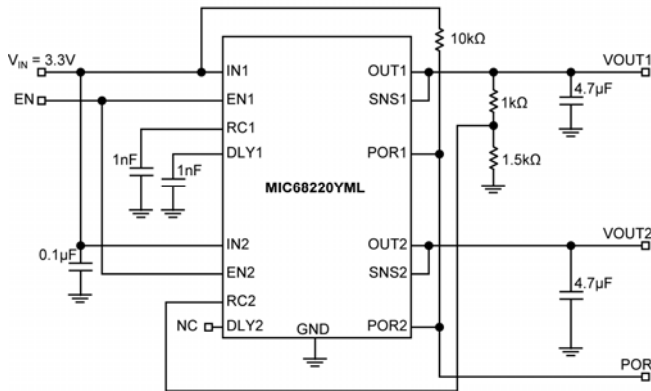 10kΩ
V_IN = 3.3V
IN1
OUT1
VOUT1
EN
EN1
SNS1
1kΩ
4.7µF
RC1
1nF
DLY1
POR1
1.5kΩ
1nF
MIC68220YML
IN2
OUT2
VOUT2
0.1µF
EN2
SNS2
RC2
4.7µF
NC
DLY2
GND
POR2
POR